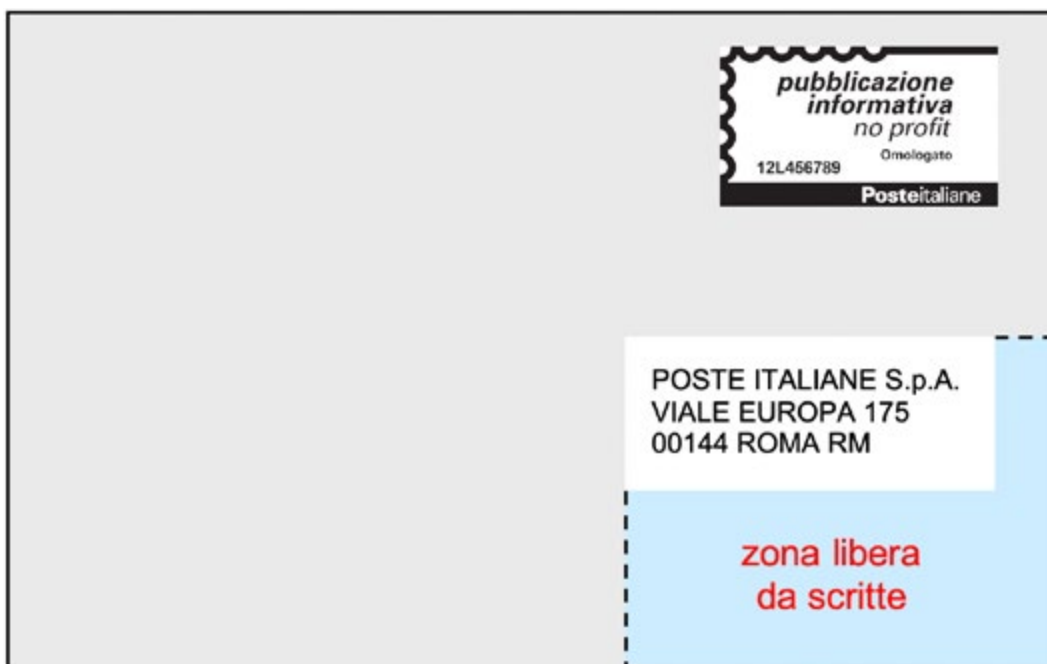 pubblicazione
informativa
no profit
Omologato
12L456789
Posteitaliane
POSTE ITALIANE S.p.A.
VIALE EUROPA 175
00144 ROMA RM
zona libera
da scritte